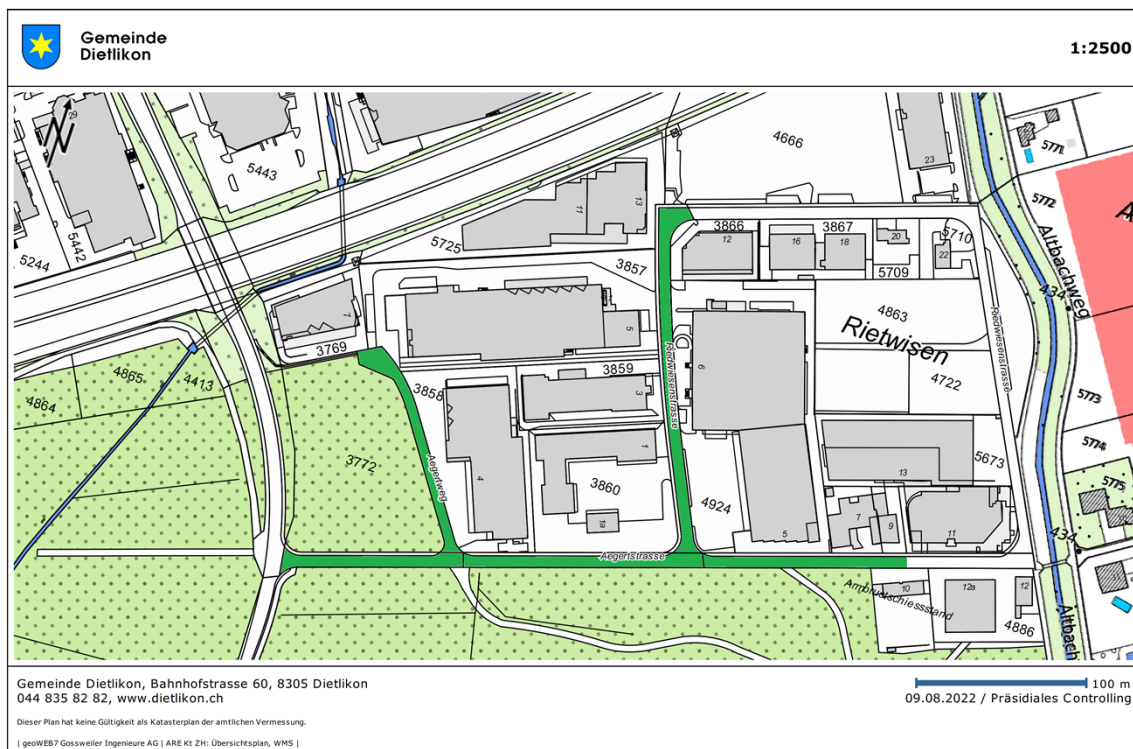 Gemeinde
Dietlikon
1:2500
29
5443
5442
5244
4666
23
5771
5772
13
11
5725
3857
3866
12
3867
16
18
20
5710
22
5709
Altbachweg
434
7
3769
5
4863
Rietwisen
Riedwiesenstrasse
Riedwiesenstrasse
6
4722
4865
4413
4864
3858
3859
3
5773
3772
Aegertweg
4
1
3860
1a
4924
5
13
5673
7
9
11
5774
5775
434
Aegertstrasse
Armbrustschiessstand
10
12a
12
4886
Altbach
Gemeinde Dietlikon, Bahnhofstrasse 60, 8305 Dietlikon
044 835 82 82, www.dietlikon.ch
100 m
09.08.2022 / Präsidiales Controlling
Dieser Plan hat keine Gültigkeit als Katasterplan der amtlichen Vermessung.
| geoWEB7 Gossweiler Ingenieure AG | ARE Kt ZH: Übersichtsplan, WMS |